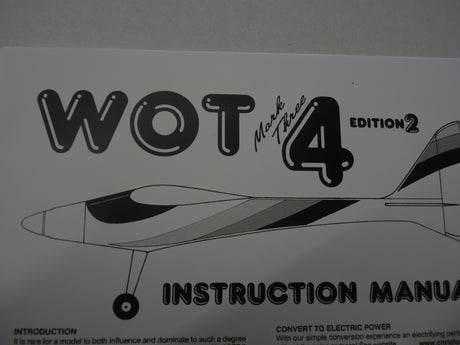 WOT 4
Mark
Three
EDITION 2
INSTRUCTION MANUA
INTRODUCTION
It is rare for a model to both influence and dominate to such a degree
CONVERT TO ELECTRIC POWER
With our simple conversion experience an electrifying